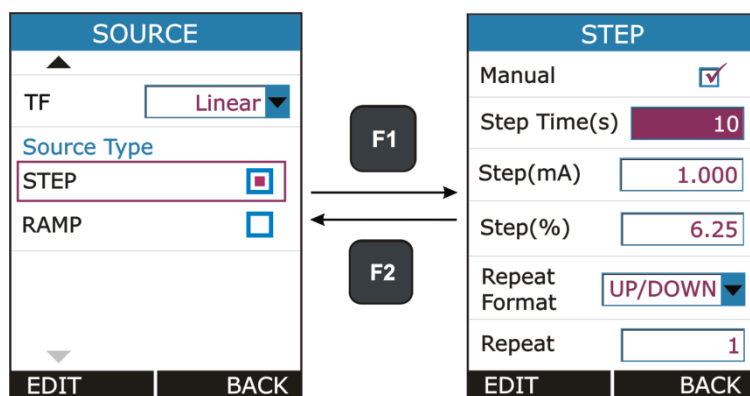 SOURCE
TF Linear
Source Type
STEP
RAMP
EDIT BACK
F1
F2
STEP
Manual
Step Time(s) 10
Step(mA) 1.000
Step(%) 6.25
Repeat
Format UP/DOWN
Repeat 1
EDIT BACK